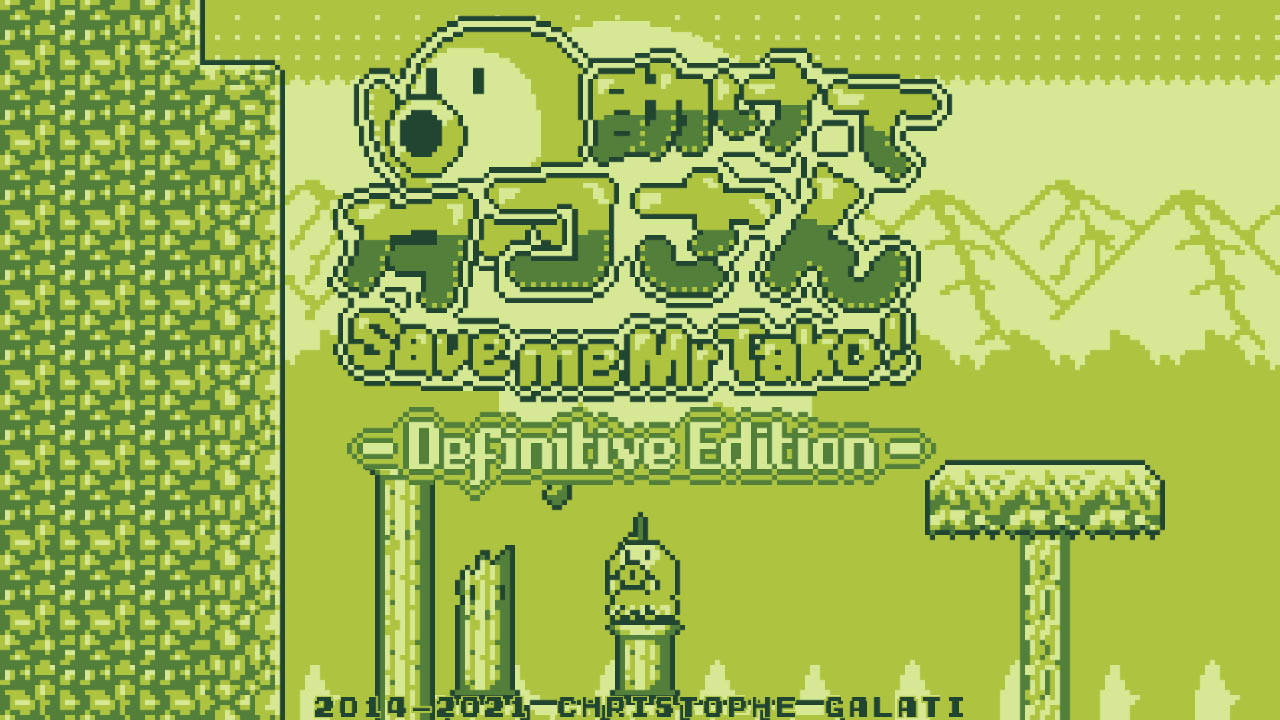 助けて
タコさん
Save me Mr Tako!
Definitive Edition
2014-2021 CHRISTOPHE GALATI